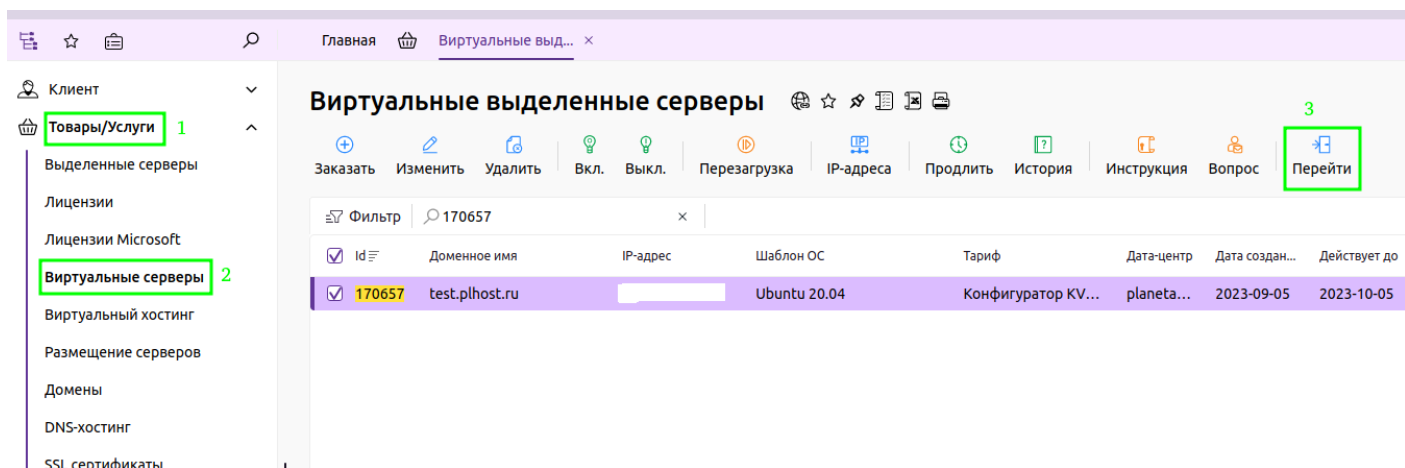 Главная Виртуальные выд... ×
Клиент
Товары/Услуги 1
Выделенные серверы
Лицензии
Лицензии Microsoft
Виртуальные серверы 2
Виртуальный хостинг
Размещение серверов
Домены
DNS-хостинг
SSL сертификаты
Виртуальные выделенные серверы
3
Заказать Изменить Удалить Вкл. Выкл. Перезагрузка IP-адреса Продлить История Инструкция Вопрос Перейти
Фильтр 170657 ×
Id Доменное имя IP-адрес Шаблон ОС Тариф Дата-центр Дата создан... Действует до
170657 test.plhost.ru Ubuntu 20.04 Конфигуратор KV... planeta... 2023-09-05 2023-10-05